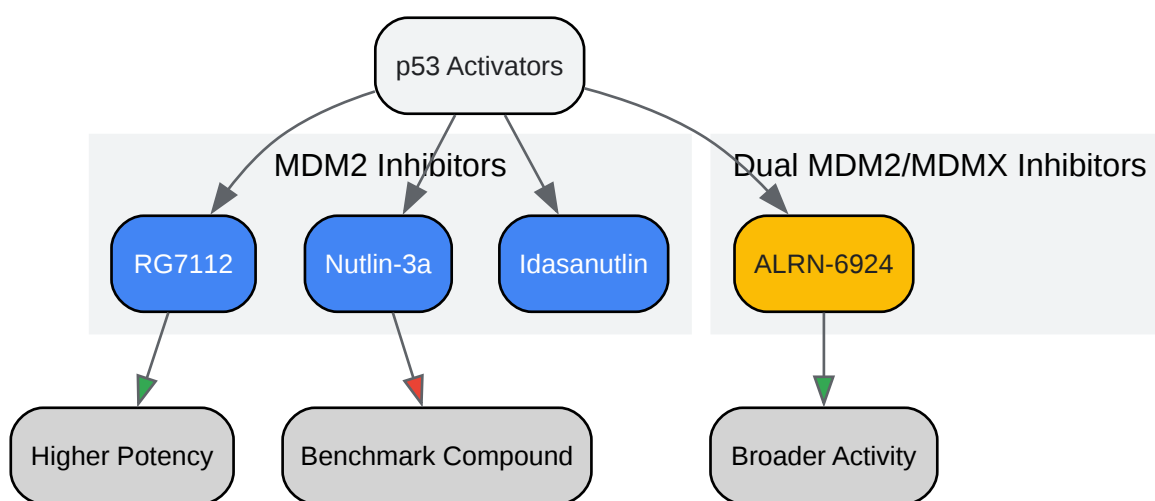 p53 Activators
MDM2 Inhibitors
Dual MDM2/MDMX Inhibitors
RG7112
Nutlin-3a
Idasanutlin
ALRN-6924
Higher Potency
Benchmark Compound
Broader Activity